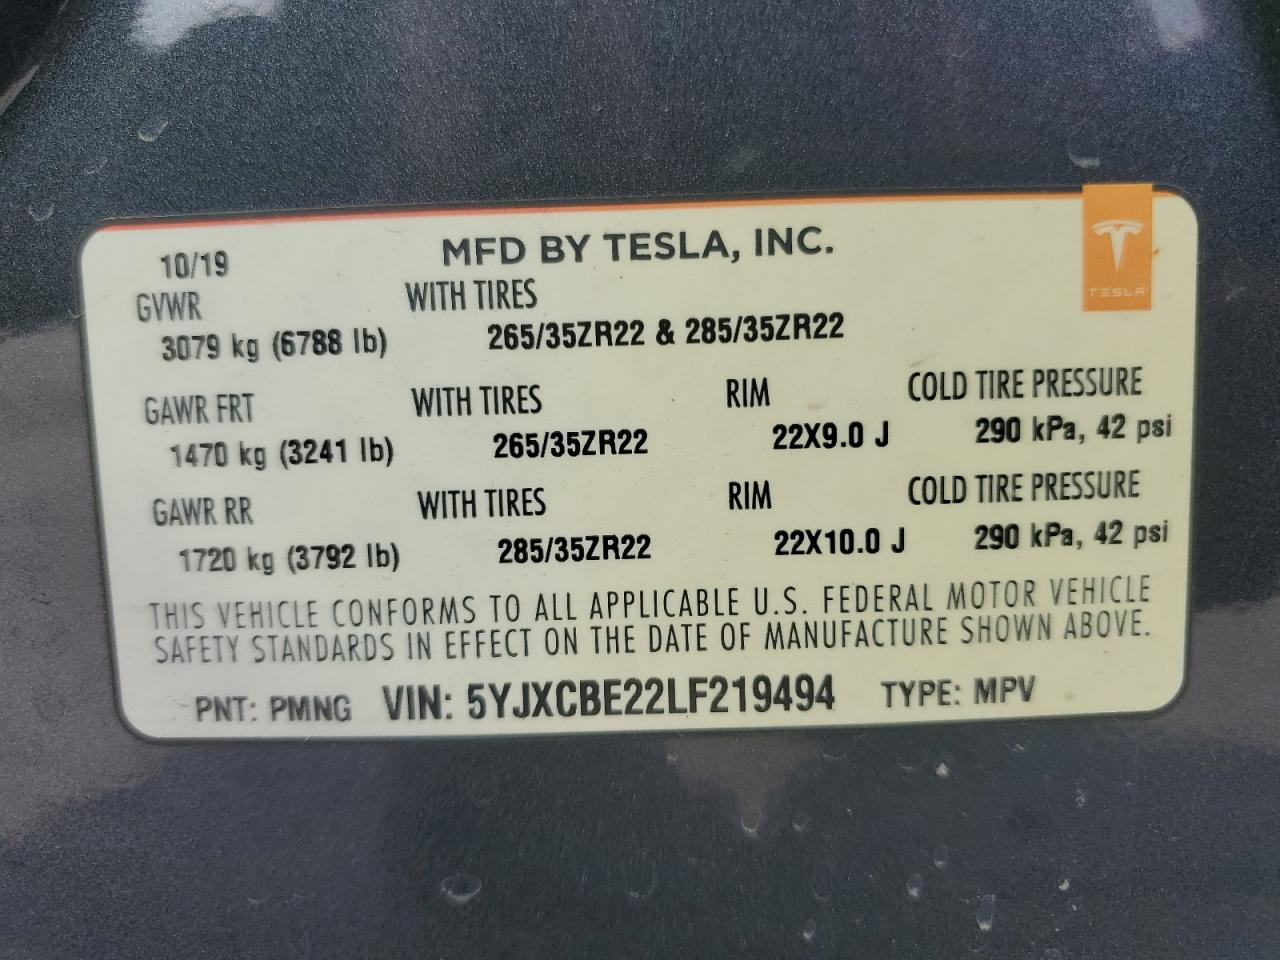 MFD BY TESLA, INC.
TESLA
10/19
GVWR WITH TIRES
3079 kg (6788 lb) 265/35ZR22 & 285/35ZR22
GAWR FRT WITH TIRES RIM COLD TIRE PRESSURE
1470 kg (3241 lb) 265/35ZR22 22X9.0 J 290 kPa, 42 psi
GAWR RR WITH TIRES RIM COLD TIRE PRESSURE
1720 kg (3792 lb) 285/35ZR22 22X10.0 J 290 kPa, 42 psi
THIS VEHICLE CONFORMS TO ALL APPLICABLE U.S. FEDERAL MOTOR VEHICLE
SAFETY STANDARDS IN EFFECT ON THE DATE OF MANUFACTURE SHOWN ABOVE.
PNT: PMNG VIN: 5YJXCBE22LF219494 TYPE: MPV